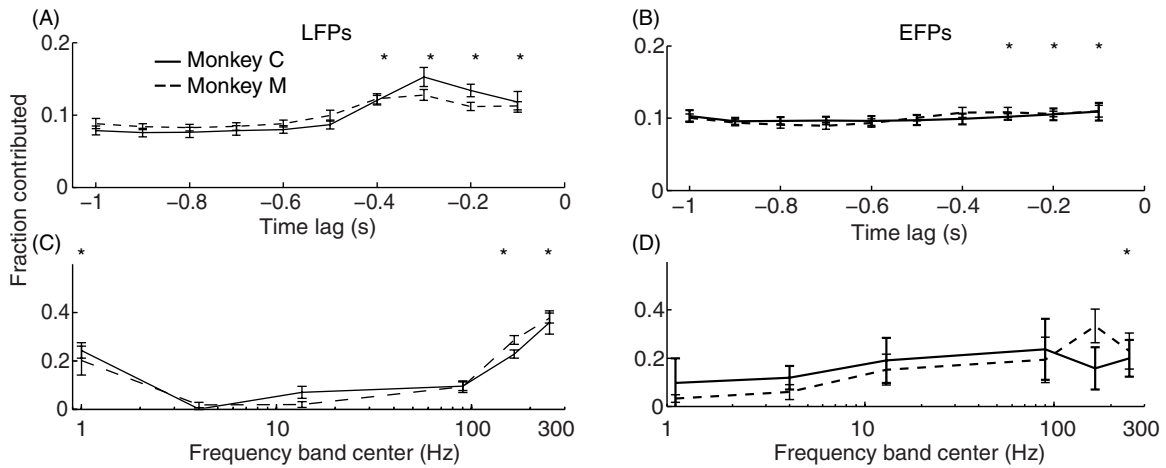 (A)
LFPs
0.2
* * * *
Monkey C
Monkey M
0.1
0
−1 −0.8 −0.6 −0.4 −0.2 0
Time lag (s)
(B)
EFPs
0.2
* * *
0.1
0
−1 −0.8 −0.6 −0.4 −0.2 0
Time lag (s)
Fraction contributed
(C)
* * *
0.4
0.2
0
1 10 100 300
Frequency band center (Hz)
(D)
*
0.4
0.2
0
1 10 100 300
Frequency band center (Hz)